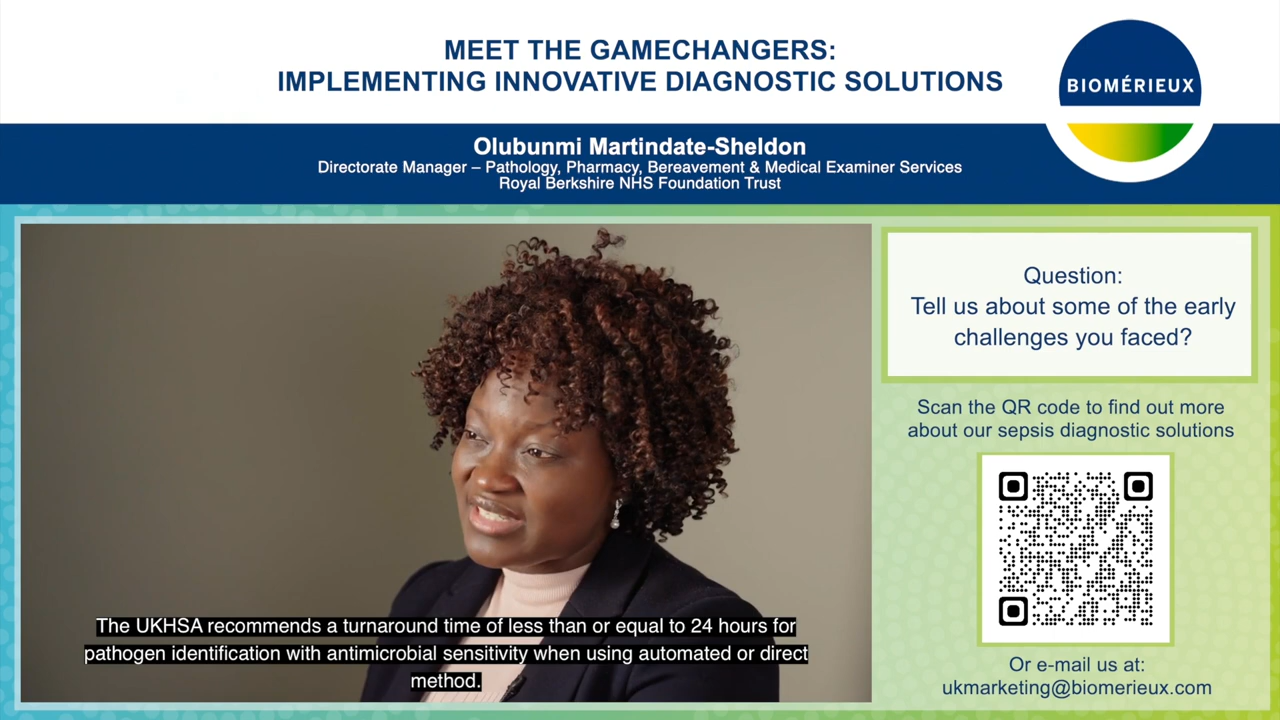 MEET THE GAMECHANGERS:
IMPLEMENTING INNOVATIVE DIAGNOSTIC SOLUTIONS
BIOMÉRIEUX
Olubunmi Martindate-Sheldon
Directorate Manager – Pathology, Pharmacy, Bereavement & Medical Examiner Services
Royal Berkshire NHS Foundation Trust
Question:
Tell us about some of the early
challenges you faced?
Scan the QR code to find out more
about our sepsis diagnostic solutions
Or e-mail us at:
ukmarketing@biomerieux.com
The UKHSA recommends a turnaround time of less than or equal to 24 hours for
pathogen identification with antimicrobial sensitivity when using automated or direct
method.